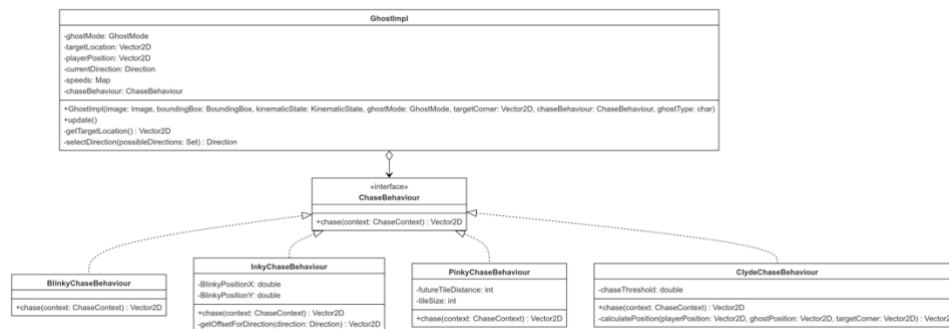 GhostImpl
-ghostMode: GhostMode
-targetLocation: Vector2D
-playerPosition: Vector2D
-currentDirection: Direction
-speeds: Map
-chaseBehaviour: ChaseBehaviour
+GhostImpl(image: Image, boundingBox: BoundingBox, kinematicState: KinematicState, ghostMode: GhostMode, targetCorner: Vector2D, chaseBehaviour: ChaseBehaviour, ghostType: char)
+update()
-getTargetLocation() : Vector2D
-selectDirection(possibleDirections: Set) : Direction
«interface»
ChaseBehaviour
+chase(context: ChaseContext) : Vector2D
BlinkyChaseBehaviour
+chase(context: ChaseContext) : Vector2D
InkyChaseBehaviour
-BlinkyPositionX: double
-BlinkyPositionY: double
+chase(context: ChaseContext) : Vector2D
-getOffsetForDirection(direction: Direction) : Vector2D
PinkyChaseBehaviour
-futureTileDistance: int
-tileSize: int
+chase(context: ChaseContext) : Vector2D
ClydeChaseBehaviour
-chaseThreshold: double
+chase(context: ChaseContext) : Vector2D
-calculatePosition(playerPosition: Vector2D, ghostPosition: Vector2D, targetCorner: Vector2D) : Vector2D